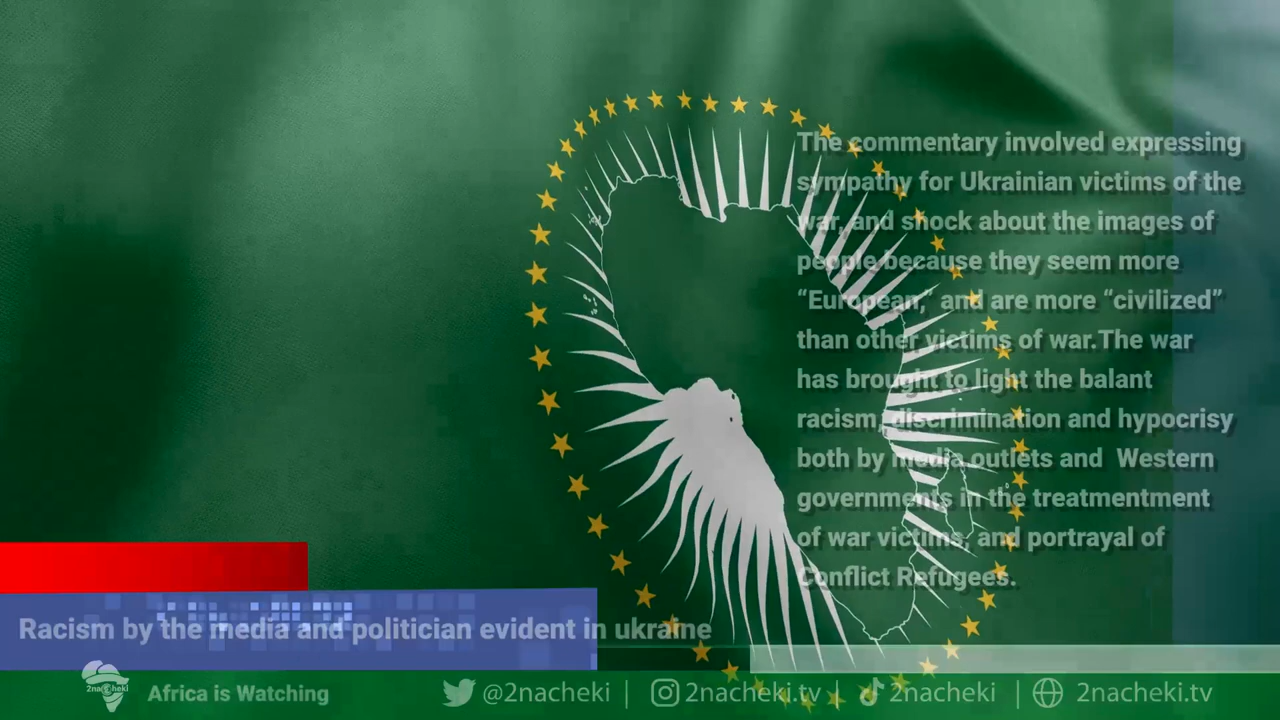 The commentary involved expressing
sympathy for Ukrainian victims of the
war, and shock about the images of
people because they seem more
“European,” and are more “civilized”
than other victims of war.The war
has brought to light the balant
racism, discrimination and hypocrisy
both by media outlets and Western
governments in the treatmentment
of war victims, and portrayal of
Conflict Refugees.
Racism by the media and politician evident in ukraine
2nacheki
Africa is Watching
@2nacheki | 2nacheki.tv | 2nacheki | 2nacheki.tv